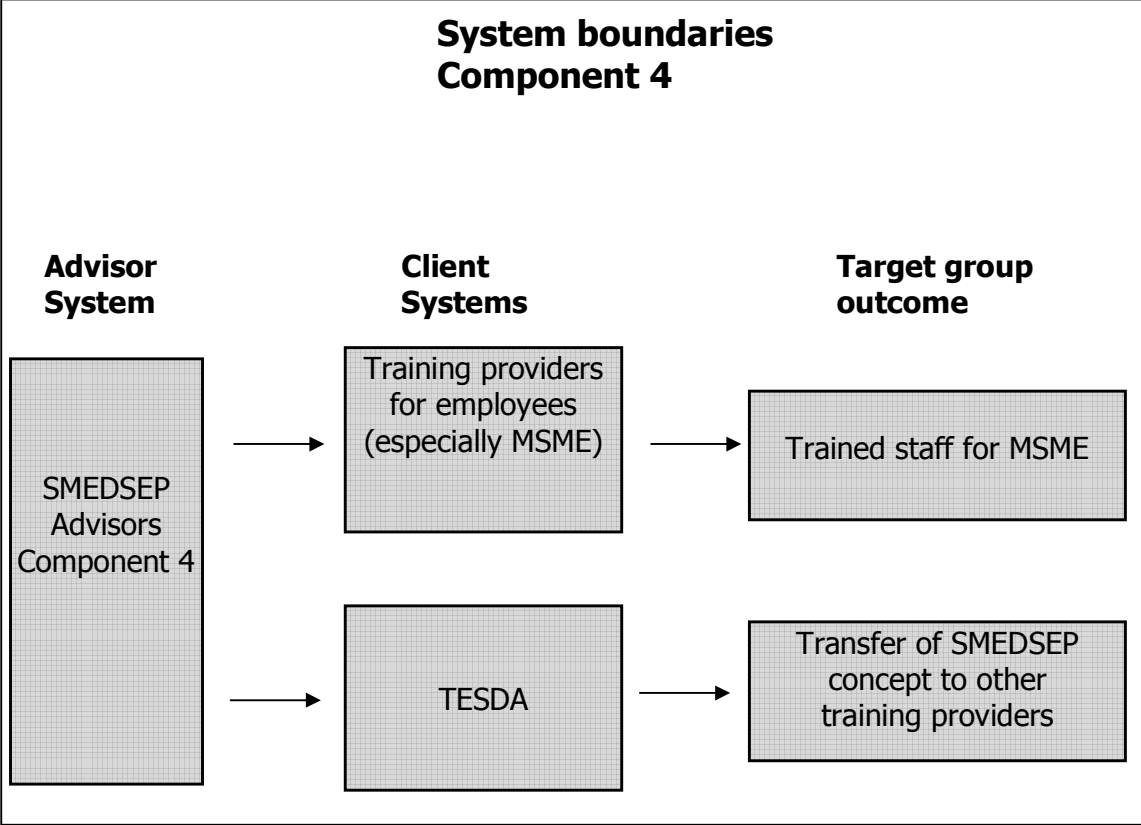 System boundaries
Component 4
Advisor
System
Client
Systems
Target group
outcome
SMEDSEP
Advisors
Component 4
Training providers
for employees
(especially MSME)
Trained staff for MSME
TESDA
Transfer of SMEDSEP
concept to other
training providers